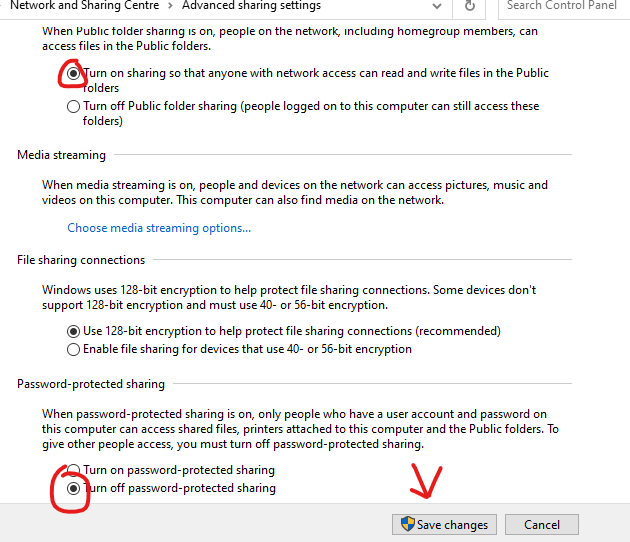 Network and Sharing Centre > Advanced sharing settings
Search Control Panel
When Public folder sharing is on, people on the network, including homegroup members, can
access files in the Public folders.
Turn on sharing so that anyone with network access can read and write files in the Public
folders
Turn off Public folder sharing (people logged on to this computer can still access these
folders)
Media streaming
When media streaming is on, people and devices on the network can access pictures, music and
videos on this computer. This computer can also find media on the network.
Choose media streaming options...
File sharing connections
Windows uses 128-bit encryption to help protect file sharing connections. Some devices don't
support 128-bit encryption and must use 40- or 56-bit encryption.
Use 128-bit encryption to help protect file sharing connections (recommended)
Enable file sharing for devices that use 40- or 56-bit encryption
Password-protected sharing
When password-protected sharing is on, only people who have a user account and password on
this computer can access shared files, printers attached to this computer and the Public folders. To
give other people access, you must turn off password-protected sharing.
Turn on password-protected sharing
Turn off password-protected sharing
Save changes
Cancel